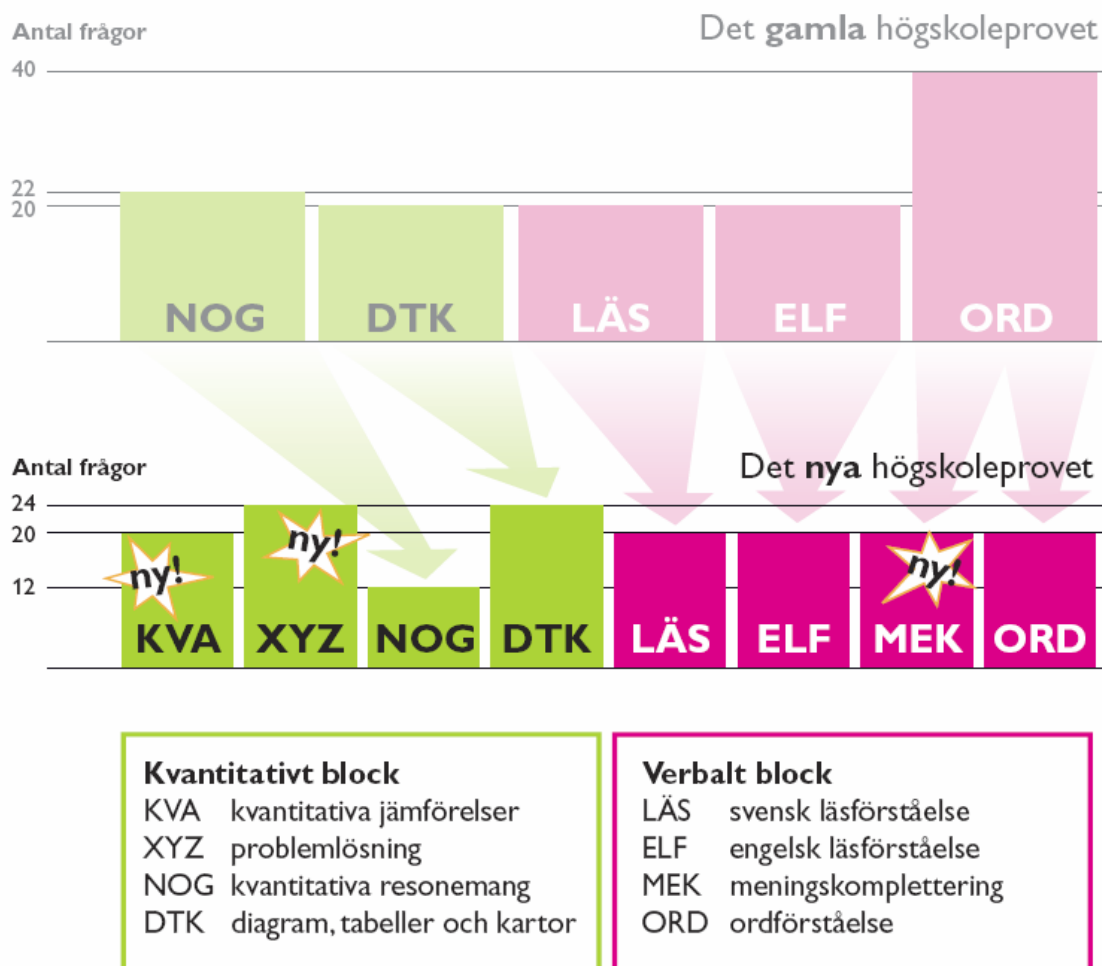 Antal frågor
Det gamla högskoleprovet
40
22
20
NOG DTK LÄS ELF ORD
Antal frågor
Det nya högskoleprovet
24
20
12
ny! ny! ny!
KVA XYZ NOG DTK LÄS ELF MEK ORD
Kvantitativt block
KVA kvantitativa jämförelser
XYZ problemlösning
NOG kvantitativa resonemang
DTK diagram, tabeller och kartor
Verbalt block
LÄS svensk läsförståelse
ELF engelsk läsförståelse
MEK meningskomplettering
ORD ordförståelse